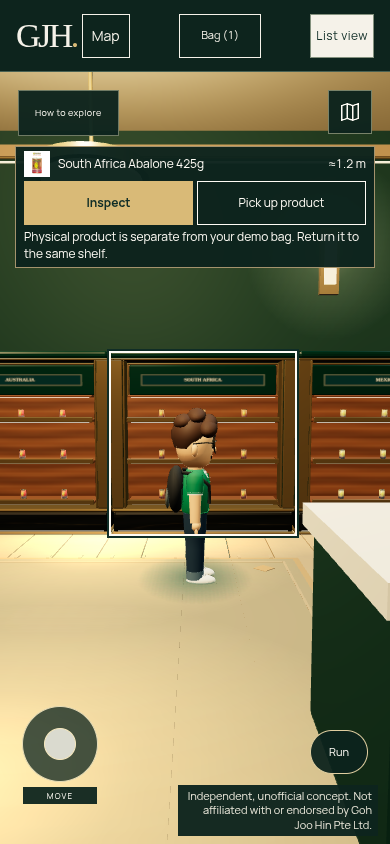 GJH.
Map
Bag (1)
List view
How to explore
South Africa Abalone 425g
≈1.2 m
Inspect
Pick up product
Physical product is separate from your demo bag. Return it to
the same shelf.
AUSTRALIA
SOUTH AFRICA
MOVE
Run
Independent, unofficial concept. Not
affiliated with or endorsed by Goh
Joo Hin Pte Ltd.